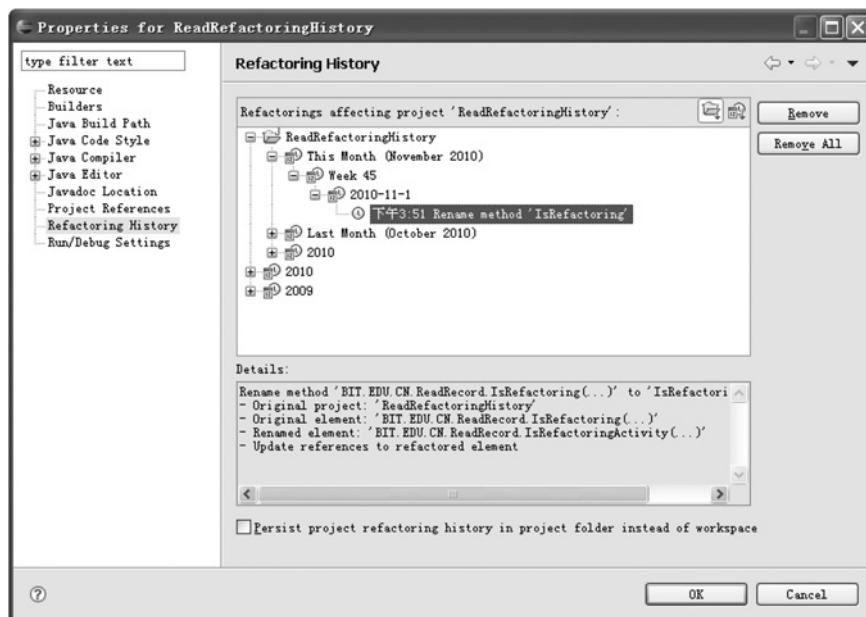 Properties for ReadRefactoringHistory
type filter text
Resource
Builders
Java Build Path
Java Code Style
Java Compiler
Java Editor
Javadoc Location
Project References
Refactoring History
Run/Debug Settings
Refactoring History
Refactorings affecting project 'ReadRefactoringHistory':
ReadRefactoringHistory
This Month (November 2010)
Week 45
2010-11-1
下午3:51 Rename method 'IsRefactoring'
Last Month (October 2010)
2010
2010
2009
Remove
Remove All
Details:
Rename method 'BIT.EDU.CN.ReadRecord.IsRefactoring(...)' to 'IsRefactori
- Original project: 'ReadRefactoringHistory'
- Original element: 'BIT.EDU.CN.ReadRecord.IsRefactoring(...)'
- Renamed element: 'BIT.EDU.CN.ReadRecord.IsRefactoringActivity(...)'
- Update references to refactored element
Persist project refactoring history in project folder instead of workspace
?
OK
Cancel